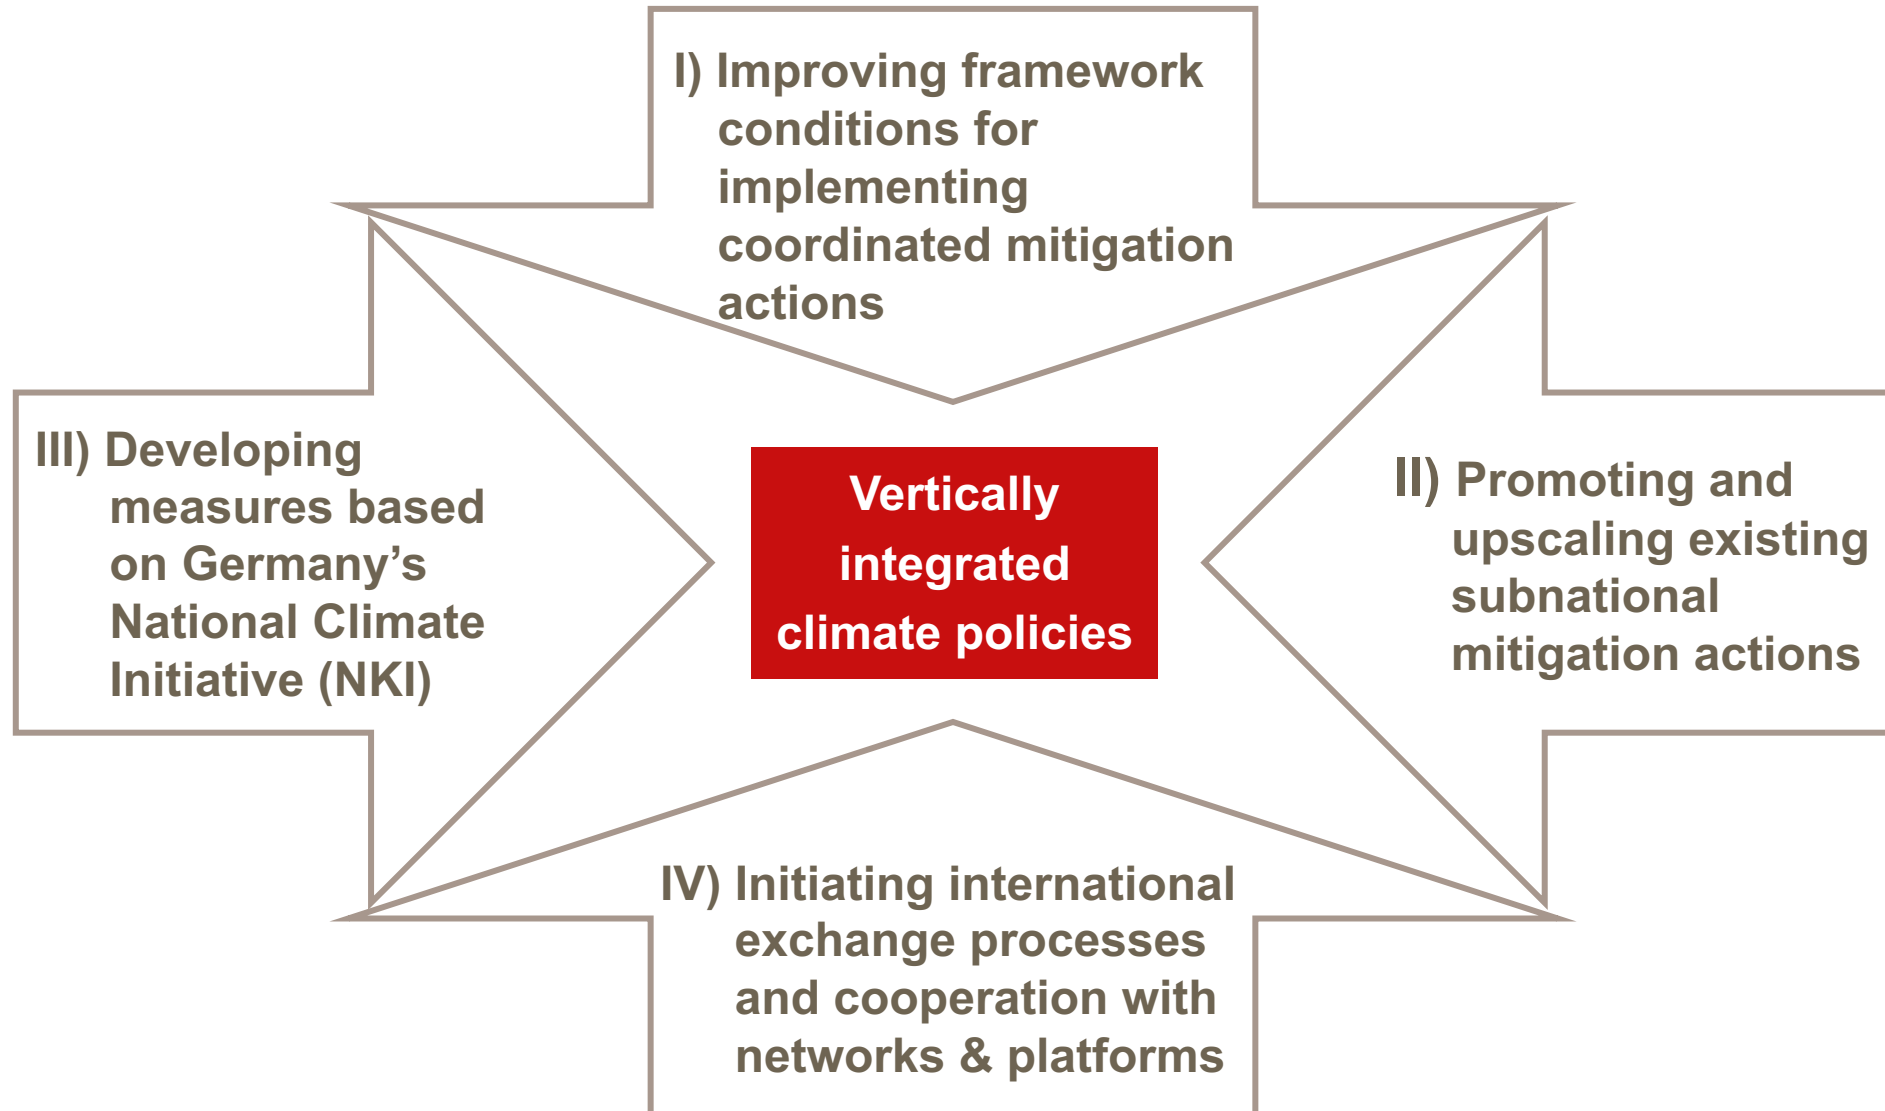 I) Improving framework
conditions for
implementing
coordinated mitigation
actions
III) Developing
measures based
on Germany’s
National Climate
Initiative (NKI)
Vertically
integrated
climate policies
II) Promoting and
upscaling existing
subnational
mitigation actions
IV) Initiating international
exchange processes
and cooperation with
networks & platforms